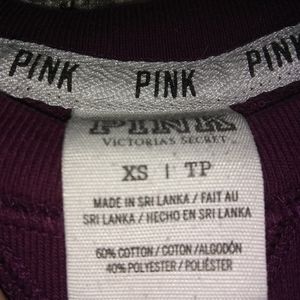 PINK PINK PINK
PINK
VICTORIA'S SECRET
XS | TP
MADE IN SRI LANKA / FAIT AU
SRI LANKA / HECHO EN SRI LANKA
60% COTTON / COTON / ALGODÓN
40% POLYESTER / POLIÉSTER